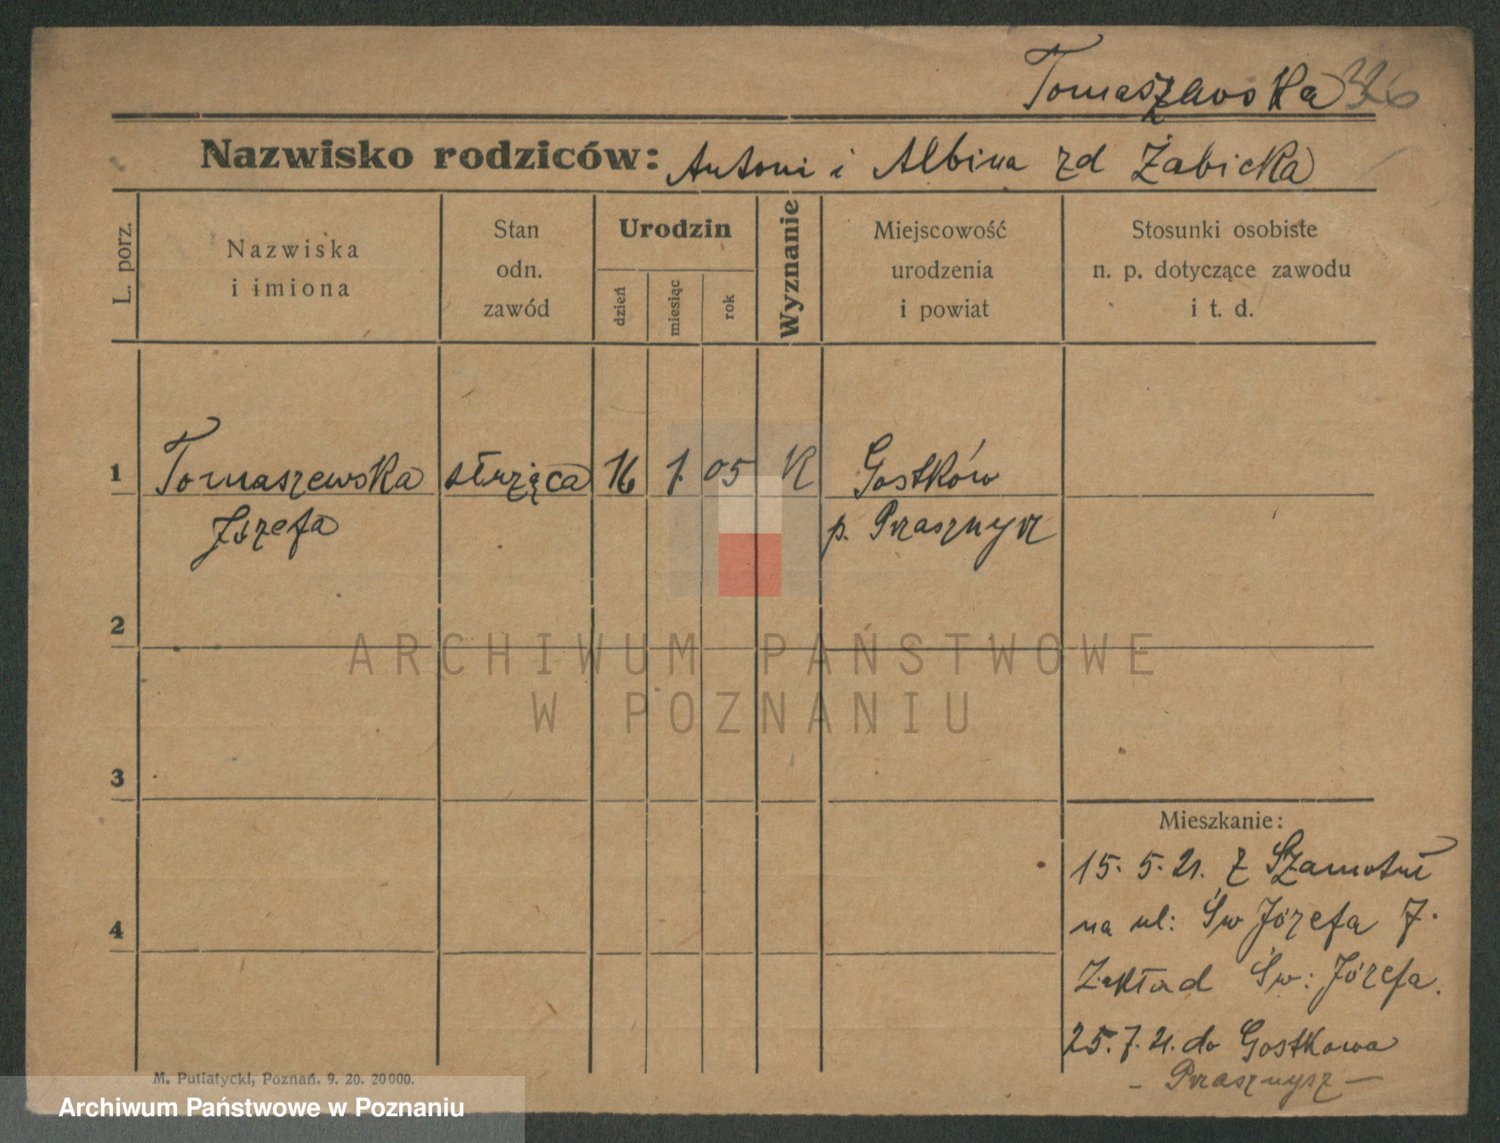 Tomaszewska 326
Nazwisko rodziców: Antoni i Albina zd Żabicka
L. porz.
Nazwiska
i imiona
Stan
odn.
zawód
Urodzin
dzień
miesiąc
rok
Wyznanie
Miejscowość
urodzenia
i powiat
Stosunki osobiste
n. p. dotyczące zawodu
i t. d.
1 Tomaszewska służąca 16 1. 05 K Gostków
Józefa p. Prasznysz
2
ARCHIWUM PAŃSTWOWE
W POZNANIU
3
Mieszkanie:
15. 5. 21. z Szamotuł
4 na ul: Św Józefa 7.
Zakład Św: Józefa.
25. 7. 21. do Gostkowa
– Prasznysz –
M. Putiatycki, Poznań. 9. 20. 20000.
Archiwum Państwowe w Poznaniu